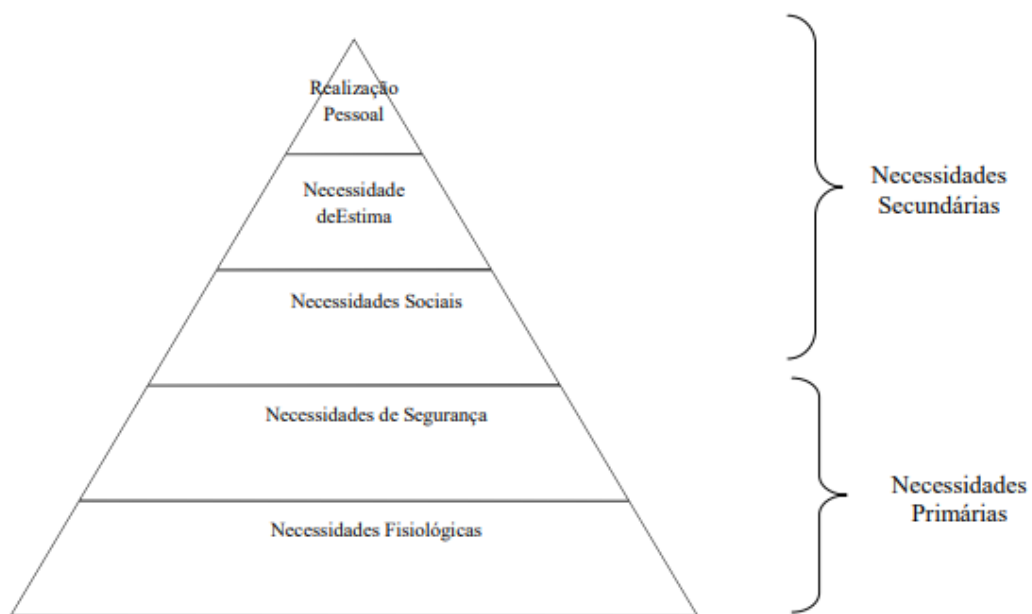 Realização
Pessoal
Necessidade
deEstima
Necessidades Sociais
Necessidades de Segurança
Necessidades Fisiológicas
Necessidades
Secundárias
Necessidades
Primárias